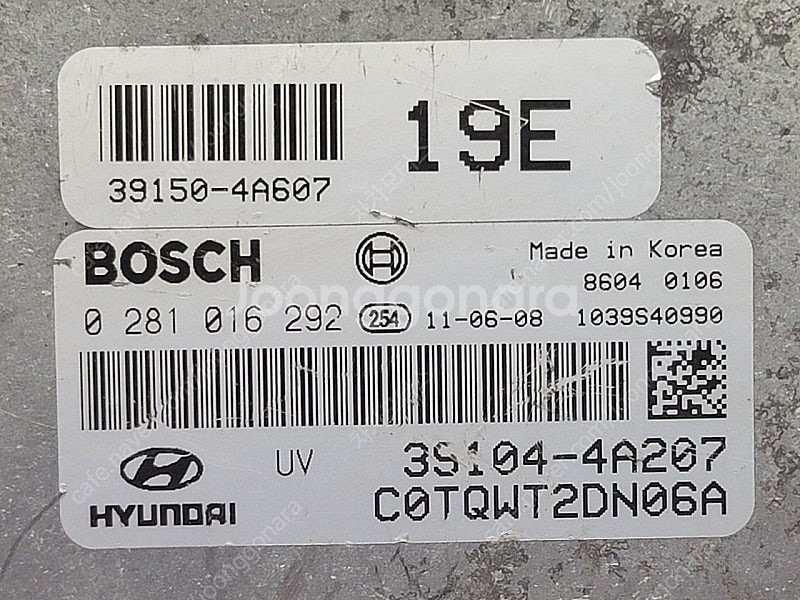 19E
39150-4A607
BOSCH
Made in Korea
8604 0106
0 281 016 292 254 11-06-08 1039S40990
UV 3S104-4A207
HYUNDAI C0TQWT2DN06A
Joonggonara